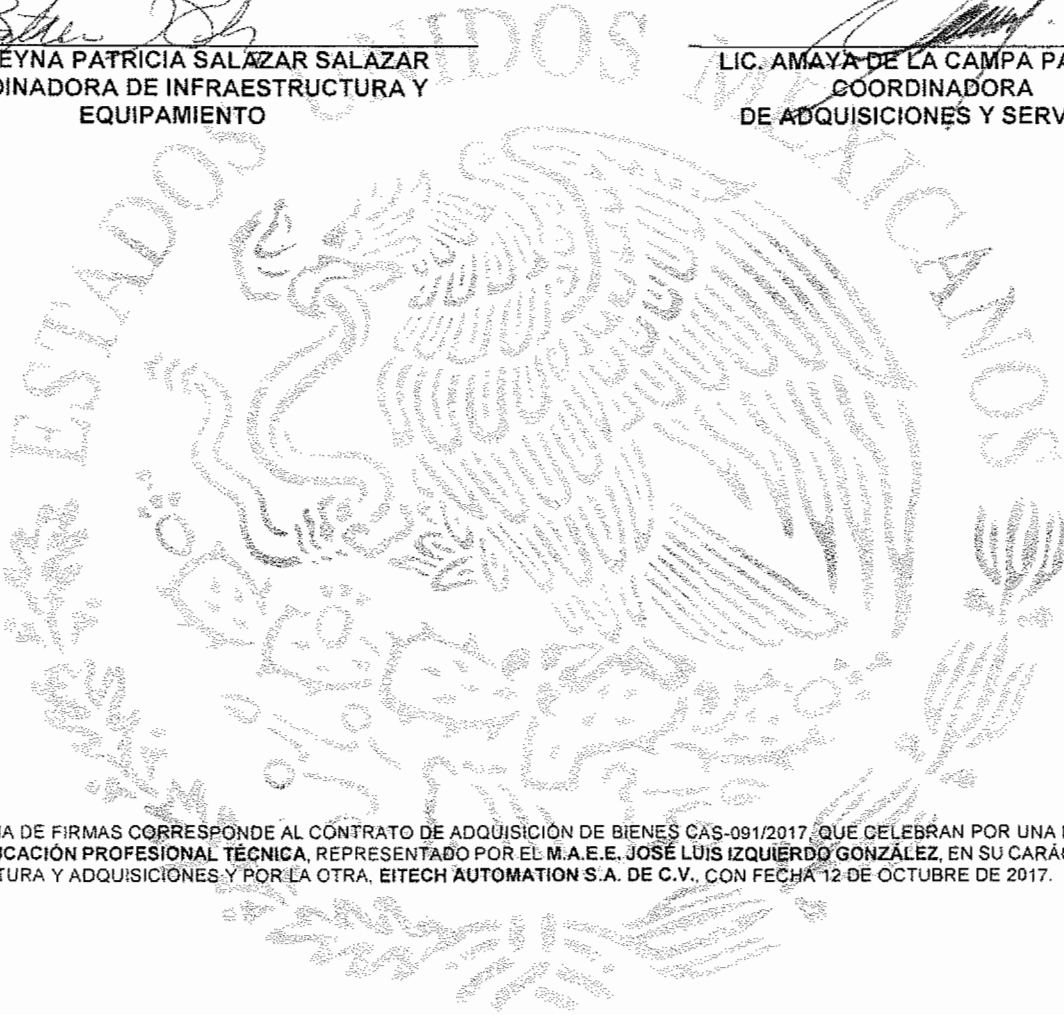 EYNA PATRICIA SALAZAR SALAZAR
DINADORA DE INFRAESTRUCTURA Y
EQUIPAMIENTO
LIC. AMAYA DE LA CAMPA PA
COORDINADORA
DE ADQUISICIONES Y SERV
ESTADOS UNIDOS MEXICANOS
A DE FIRMAS CORRESPONDE AL CONTRATO DE ADQUISICIÓN DE BIENES CAS-091/2017, QUE CELEBRAN POR UNA
UCACIÓN PROFESIONAL TÉCNICA, REPRESENTADO POR EL M.A.E.E. JOSÉ LUIS IZQUIERDO GONZÁLEZ, EN SU CARÁ
TURA Y ADQUISICIONES Y POR LA OTRA, EITECH AUTOMATION S.A. DE C.V., CON FECHA 12 DE OCTUBRE DE 2017.